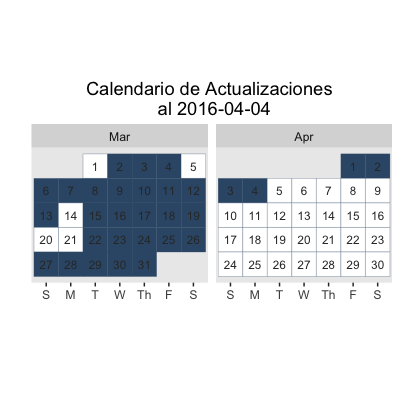 Calendario de Actualizaciones
al 2016-04-04
Mar
1 2 3 4 5
6 7 8 9 10 11 12
13 14 15 16 17 18 19
20 21 22 23 24 25 26
27 28 29 30 31
S M T W Th F S
Apr
1 2
3 4 5 6 7 8 9
10 11 12 13 14 15 16
17 18 19 20 21 22 23
24 25 26 27 28 29 30
S M T W Th F S